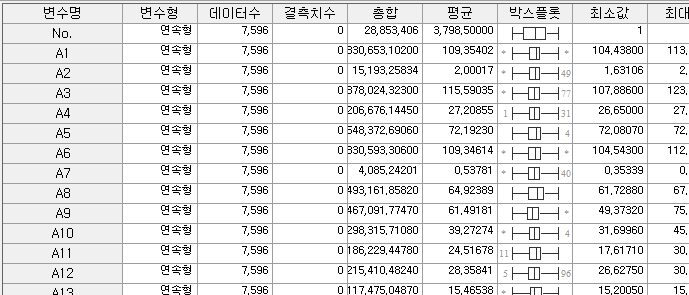 변수명 변수형 데이터수 결측치수 총합 평균 박스플롯 최소값 최대
No. 연속형 7,596 0 28,853,406 3,798,50000 1
A1 연속형 7,596 0 830,653,10200 109,35402 * * 104,43800 113,
A2 연속형 7,596 0 15,193,25834 2,00017 * 49 1,63106 2,
A3 연속형 7,596 0 878,024,32300 115,59035 * 77 107,88600 123,
A4 연속형 7,596 0 206,676,14450 27,20855 1 31 26,65000 27,
A5 연속형 7,596 0 548,372,69060 72,19230 4 72,08070 72,
A6 연속형 7,596 0 830,593,30600 109,34614 * * 104,54300 112,
A7 연속형 7,596 0 4,085,24201 0,53781 * 40 0,35339 0,
A8 연속형 7,596 0 493,161,85820 64,92389 61,72880 67,
A9 연속형 7,596 0 467,091,77470 61,49181 * 49,37320 75,
A10 연속형 7,596 0 298,315,71080 39,27274 * 4 31,69960 45,
A11 연속형 7,596 0 186,229,44780 24,51678 11 17,61710 30,
A12 연속형 7,596 0 215,410,48240 28,35841 5 96 26,62750 30,
A13 연속형 7,596 0 117,475,04870 15,46538 * 15,20050 15,